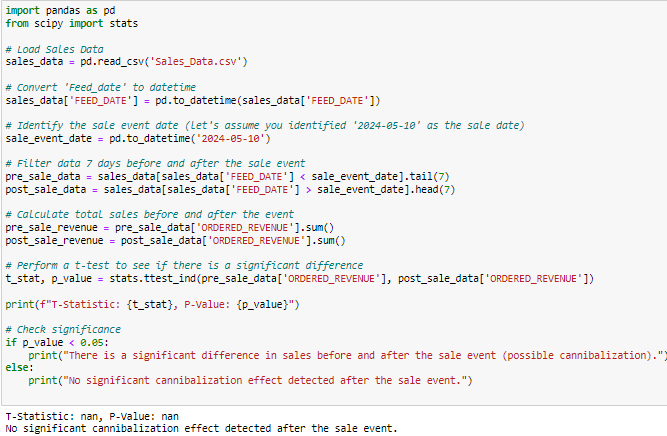 import pandas as pd
from scipy import stats
# Load Sales Data
sales_data = pd.read_csv('Sales_Data.csv')
# Convert 'Feed_date' to datetime
sales_data['FEED_DATE'] = pd.to_datetime(sales_data['FEED_DATE'])
# Identify the sale event date (let's assume you identified '2024-05-10' as the sale date)
sale_event_date = pd.to_datetime('2024-05-10')
# Filter data 7 days before and after the sale event
pre_sale_data = sales_data[sales_data['FEED_DATE'] < sale_event_date].tail(7)
post_sale_data = sales_data[sales_data['FEED_DATE'] > sale_event_date].head(7)
# Calculate total sales before and after the event
pre_sale_revenue = pre_sale_data['ORDERED_REVENUE'].sum()
post_sale_revenue = post_sale_data['ORDERED_REVENUE'].sum()
# Perform a t-test to see if there is a significant difference
t_stat, p_value = stats.ttest_ind(pre_sale_data['ORDERED_REVENUE'], post_sale_data['ORDERED_REVENUE'])
print(f"T-Statistic: {t_stat}, P-Value: {p_value}")
# Check significance
if p_value < 0.05:
    print("There is a significant difference in sales before and after the sale event (possible cannibalization).")
else:
    print("No significant cannibalization effect detected after the sale event.")
T-Statistic: nan, P-Value: nan
No significant cannibalization effect detected after the sale event.